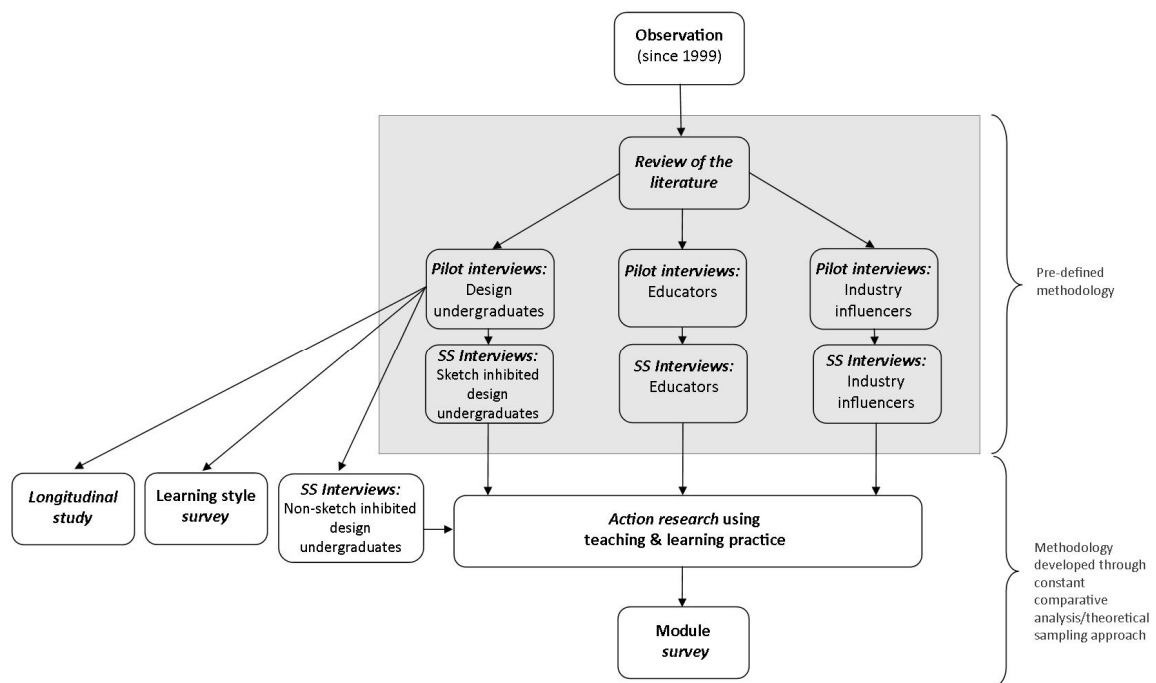 Observation
(since 1999)
Review of the
literature
Pilot interviews:
Design
undergraduates
Pilot interviews:
Educators
Pilot interviews:
Industry
influencers
Pre-defined
methodology
SS Interviews:
Sketch inhibited
design
undergraduates
SS Interviews:
Educators
SS Interviews:
Industry
influencers
Longitudinal
study
Learning style
survey
SS Interviews:
Non-sketch inhibited
design
undergraduates
Action research using
teaching & learning practice
Methodology
developed through
constant
comparative
analysis/theoretical
sampling approach
Module
survey